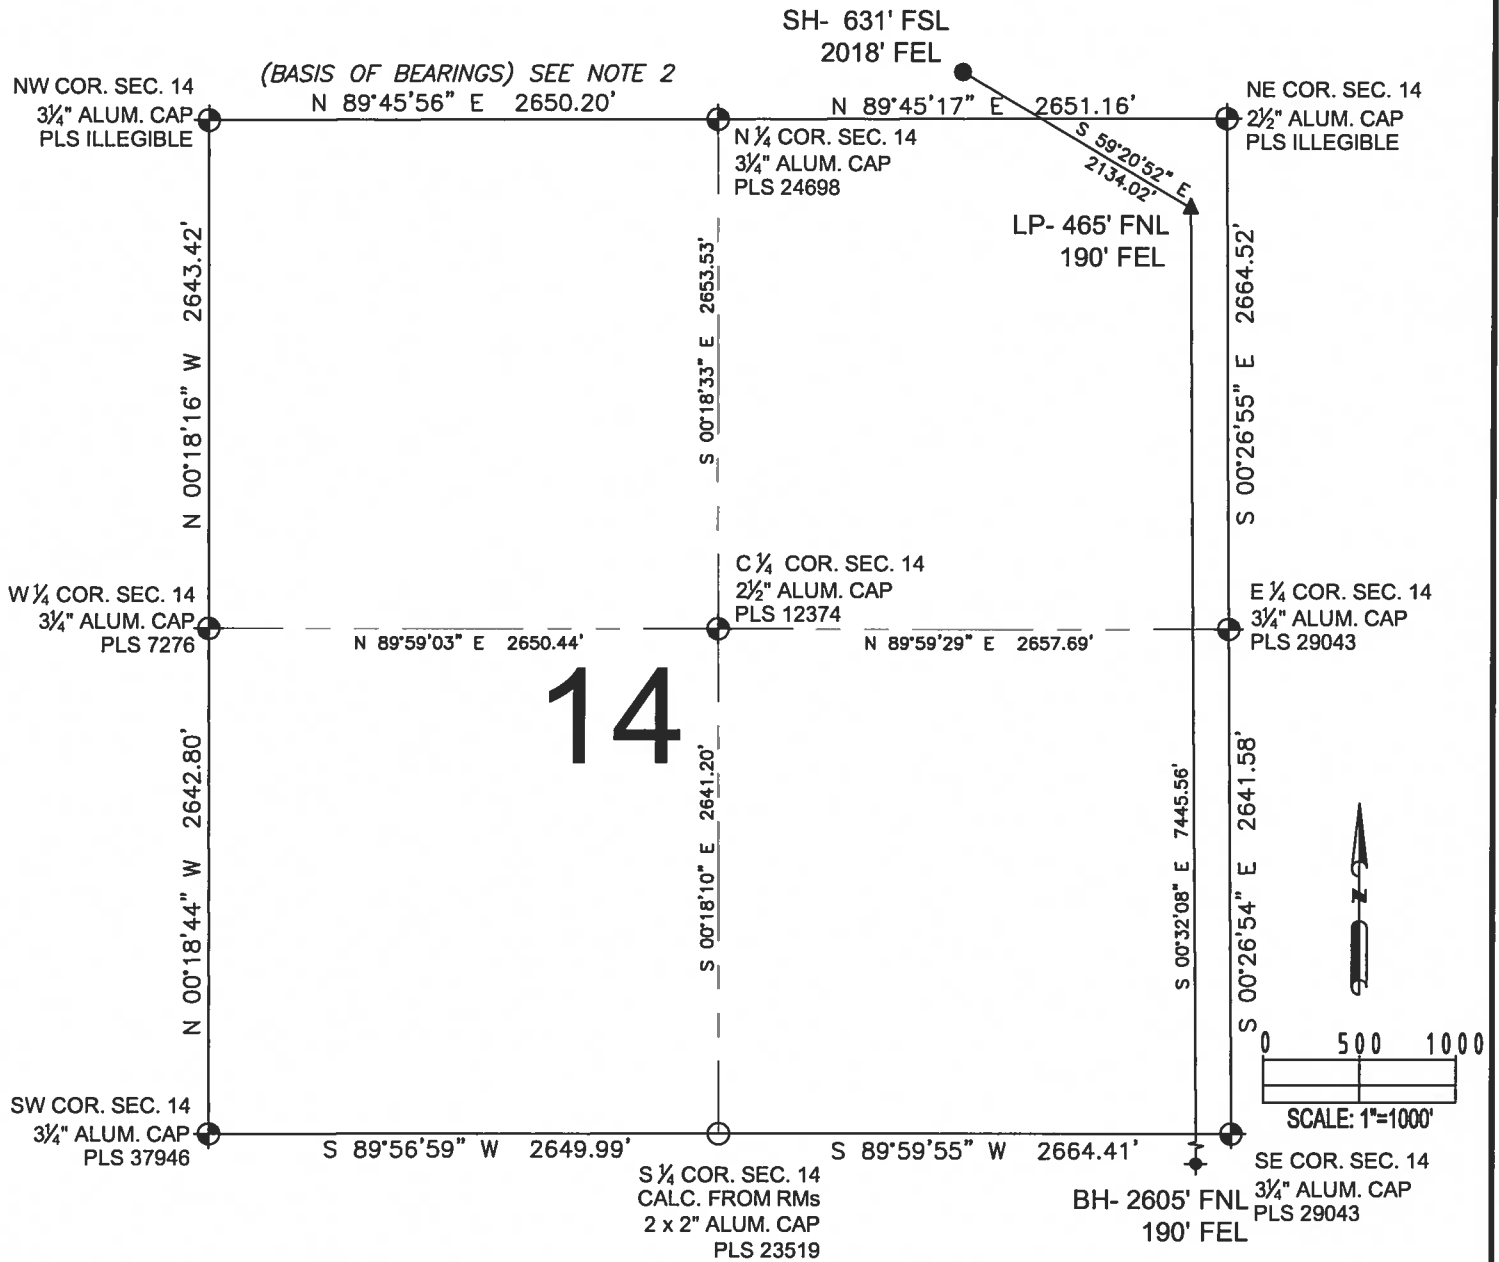 SH- 631' FSL
2018' FEL
(BASIS OF BEARINGS) SEE NOTE 2
N 89°45'56" E 2650.20'
N 89°45'17" E 2651.16'
NW COR. SEC. 14
3¼" ALUM. CAP
PLS ILLEGIBLE
N ¼ COR. SEC. 14
3¼" ALUM. CAP
PLS 24698
NE COR. SEC. 14
2½" ALUM. CAP
PLS ILLEGIBLE
S 59°20'52" E
2134.02'
LP- 465' FNL
190' FEL
N 00°18'16" W 2643.42'
S 00°18'33" E 2653.53'
S 00°26'55" E 2664.52'
W ¼ COR. SEC. 14
3¼" ALUM. CAP
PLS 7276
C ¼ COR. SEC. 14
2½" ALUM. CAP
PLS 12374
E ¼ COR. SEC. 14
3¼" ALUM. CAP
PLS 29043
N 89°59'03" E 2650.44'
N 89°59'29" E 2657.69'
14
N 00°18'44" W 2642.80'
S 00°18'10" E 2641.20'
S 00°32'08" E 7445.56'
S 00°26'54" E 2641.58'
N
0 500 1000
SCALE: 1"=1000'
SW COR. SEC. 14
3¼" ALUM. CAP
PLS 37946
S 89°56'59" W 2649.99'
S 89°59'55" W 2664.41'
S ¼ COR. SEC. 14
CALC. FROM RMs
2 x 2" ALUM. CAP
PLS 23519
BH- 2605' FNL
190' FEL
SE COR. SEC. 14
3¼" ALUM. CAP
PLS 29043